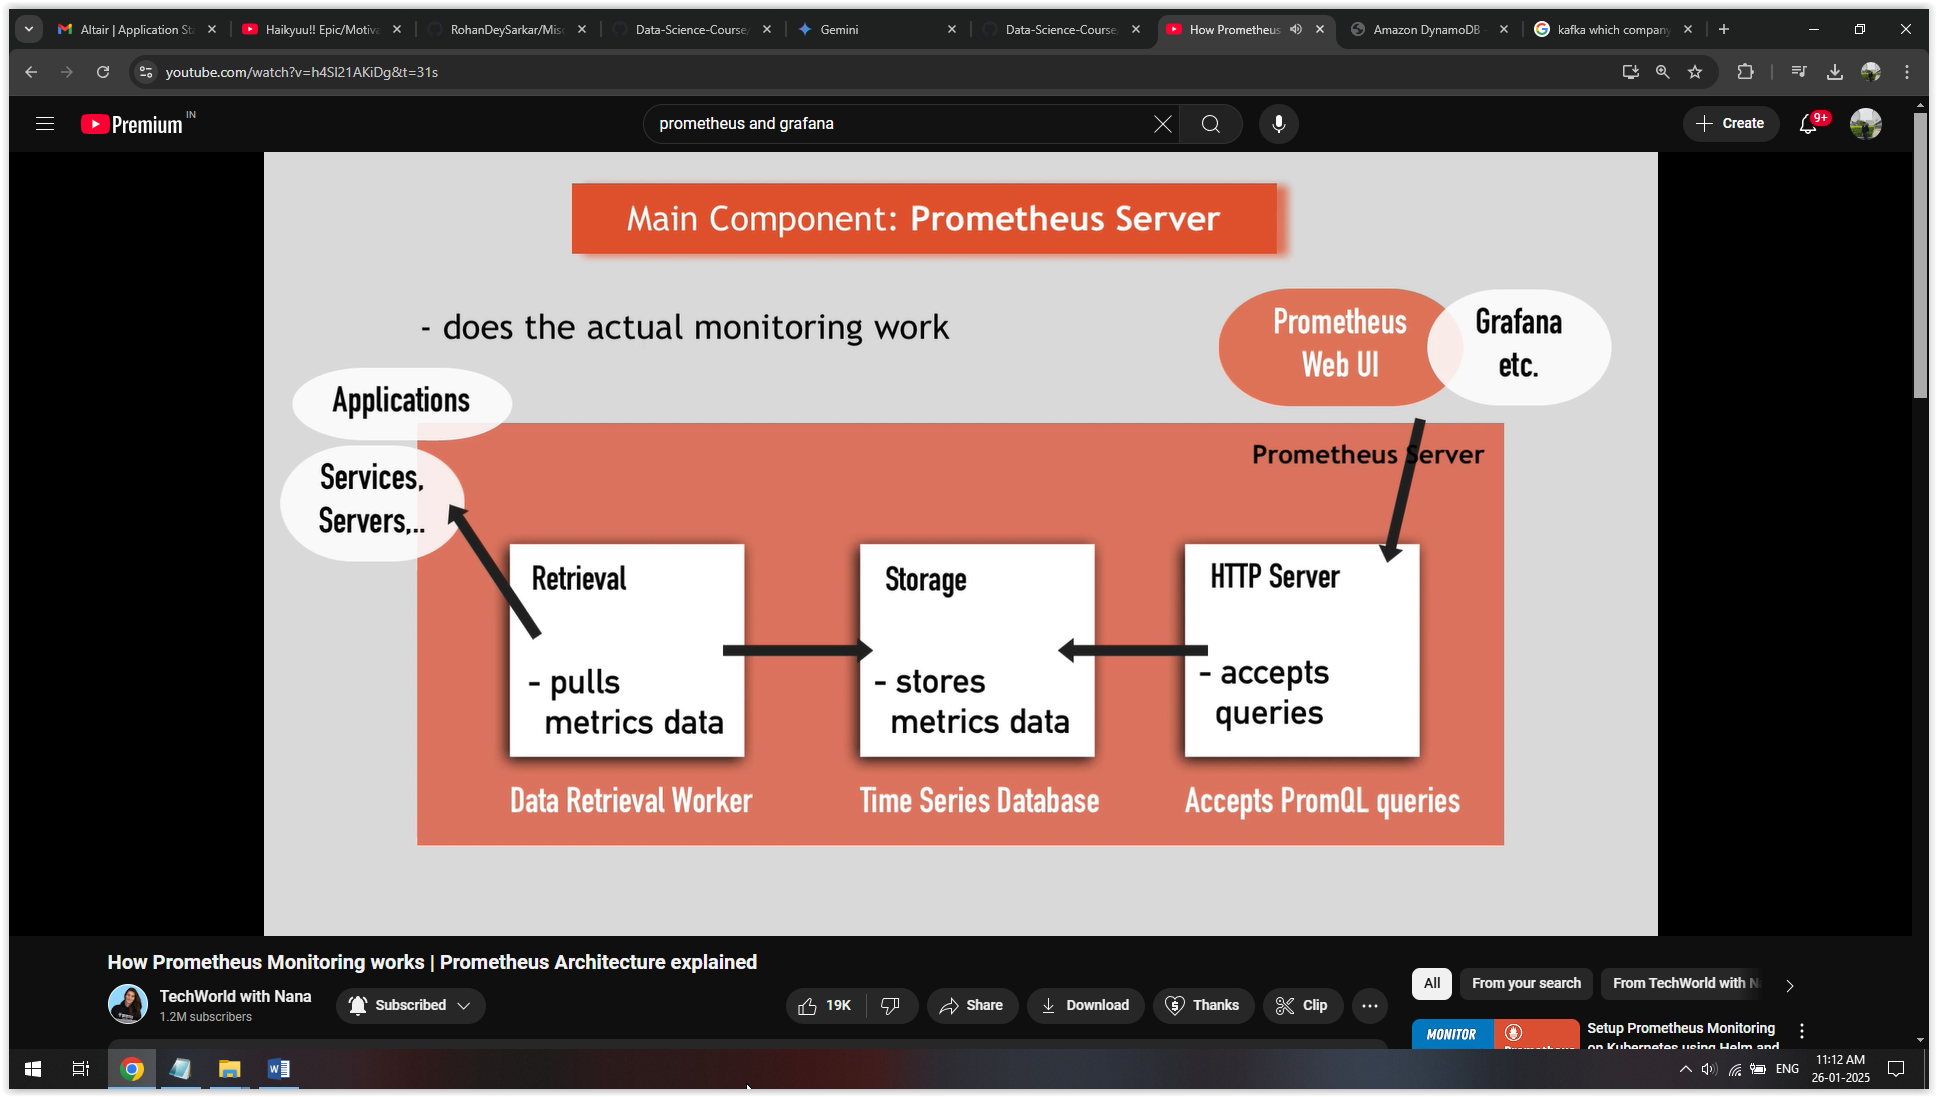 Altair | Application Sta
Haikyuu!! Epic/Motiva
RohanDeySarkar/Misc
Data-Science-Course/
Gemini
Data-Science-Course/
How Prometheus
Amazon DynamoDB -
kafka which company
youtube.com/watch?v=h4Sl21AKiDg&t=31s
Premium IN
prometheus and grafana
Create
9+
Main Component: Prometheus Server
- does the actual monitoring work
Prometheus
Web UI
Grafana
etc.
Applications
Services,
Servers,..
Prometheus Server
Retrieval
- pulls
metrics data
Storage
- stores
metrics data
HTTP Server
- accepts
queries
Data Retrieval Worker
Time Series Database
Accepts PromQL queries
How Prometheus Monitoring works | Prometheus Architecture explained
TechWorld with Nana
1.2M subscribers
Subscribed
19K
Share
Download
Thanks
Clip
All
From your search
From TechWorld with Na
MONITOR
Prometheus
Setup Prometheus Monitoring
on Kubernetes using Helm and
ENG
11:12 AM
26-01-2025